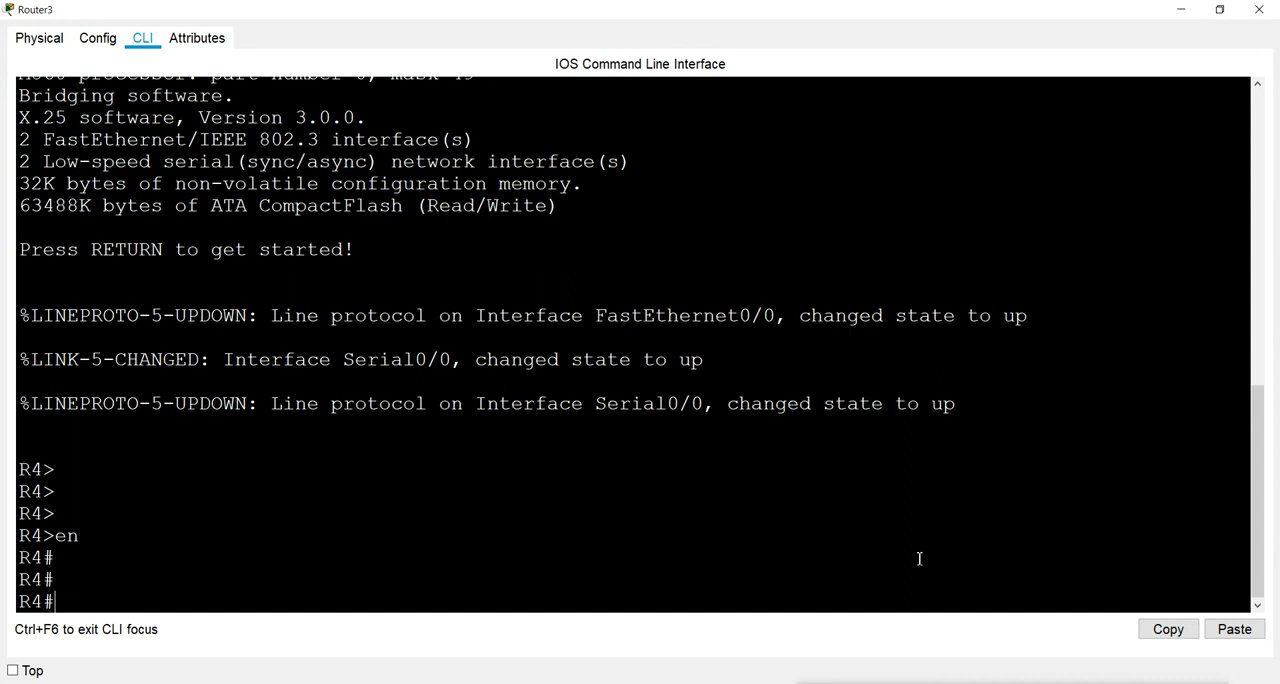 Router3
Physical Config CLI Attributes
IOS Command Line Interface
Bridging software.
X.25 software, Version 3.0.0.
2 FastEthernet/IEEE 802.3 interface(s)
2 Low-speed serial(sync/async) network interface(s)
32K bytes of non-volatile configuration memory.
63488K bytes of ATA CompactFlash (Read/Write)
Press RETURN to get started!
%LINEPROTO-5-UPDOWN: Line protocol on Interface FastEthernet0/0, changed state to up
%LINK-5-CHANGED: Interface Serial0/0, changed state to up
%LINEPROTO-5-UPDOWN: Line protocol on Interface Serial0/0, changed state to up
R4>
R4>
R4>
R4>en
R4#
R4#
R4#
Ctrl+F6 to exit CLI focus
Copy Paste
Top